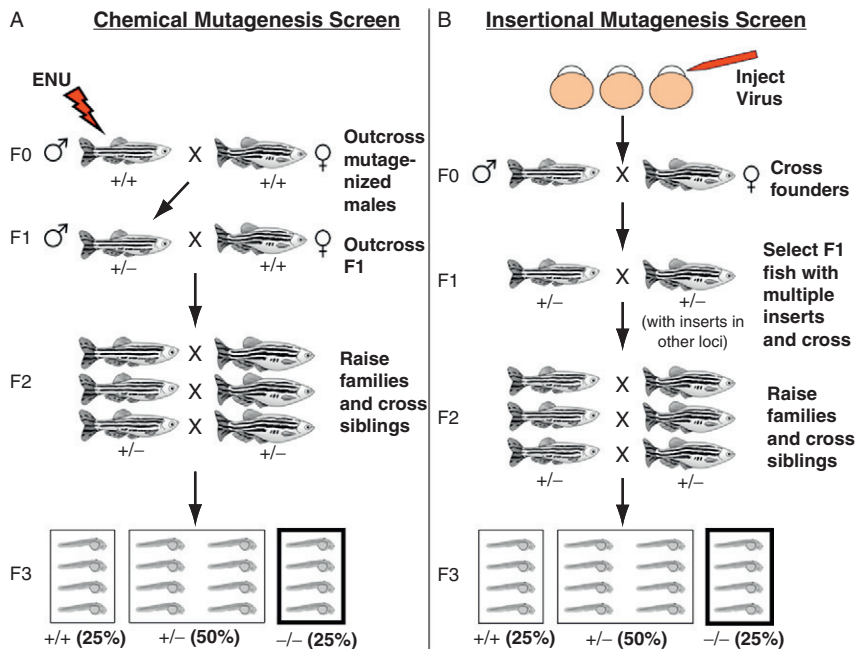 A
Chemical Mutagenesis Screen
ENU
F0
♂
X
♀
+/+
+/+
Outcross
mutage-
nized
males
F1
♂
X
♀
+/−
+/+
Outcross
F1
F2
X
X
X
+/−
+/−
Raise
families
and cross
siblings
F3
+/+ (25%)
+/− (50%)
−/− (25%)
B
Insertional Mutagenesis Screen
Inject
Virus
F0
♂
X
♀
Cross
founders
F1
X
+/−
+/−
(with inserts in
other loci)
Select F1
fish with
multiple
inserts
and cross
F2
X
X
X
+/−
+/−
Raise
families
and cross
siblings
F3
+/+ (25%)
+/− (50%)
−/− (25%)